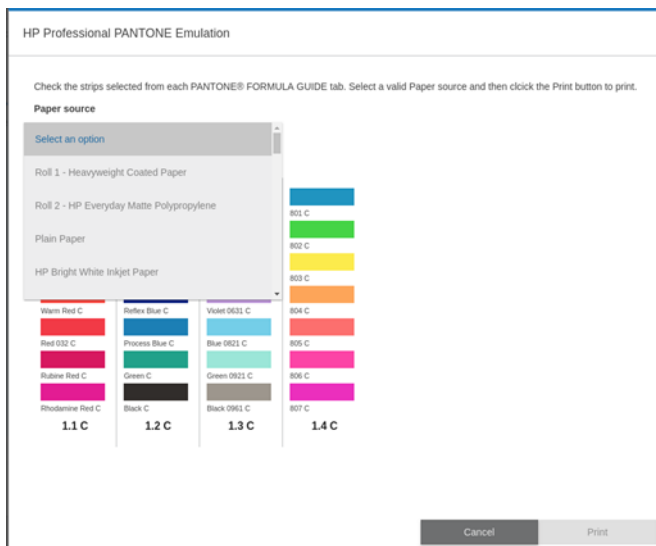 HP Professional PANTONE Emulation
Check the strips selected from each PANTONE® FORMULA GUIDE tab. Select a valid Paper source and then clcick the Print button to print.
Paper source
Select an option
Roll 1 - Heavyweight Coated Paper
Roll 2 - HP Everyday Matte Polypropylene
Plain Paper
HP Bright White Inkjet Paper
801 C
802 C
803 C
Warm Red C Reflex Blue C Violet 0631 C 804 C
Red 032 C Process Blue C Blue 0821 C 805 C
Rubine Red C Green C Green 0921 C 806 C
Rhodamine Red C Black C Black 0961 C 807 C
1.1 C 1.2 C 1.3 C 1.4 C
Cancel Print